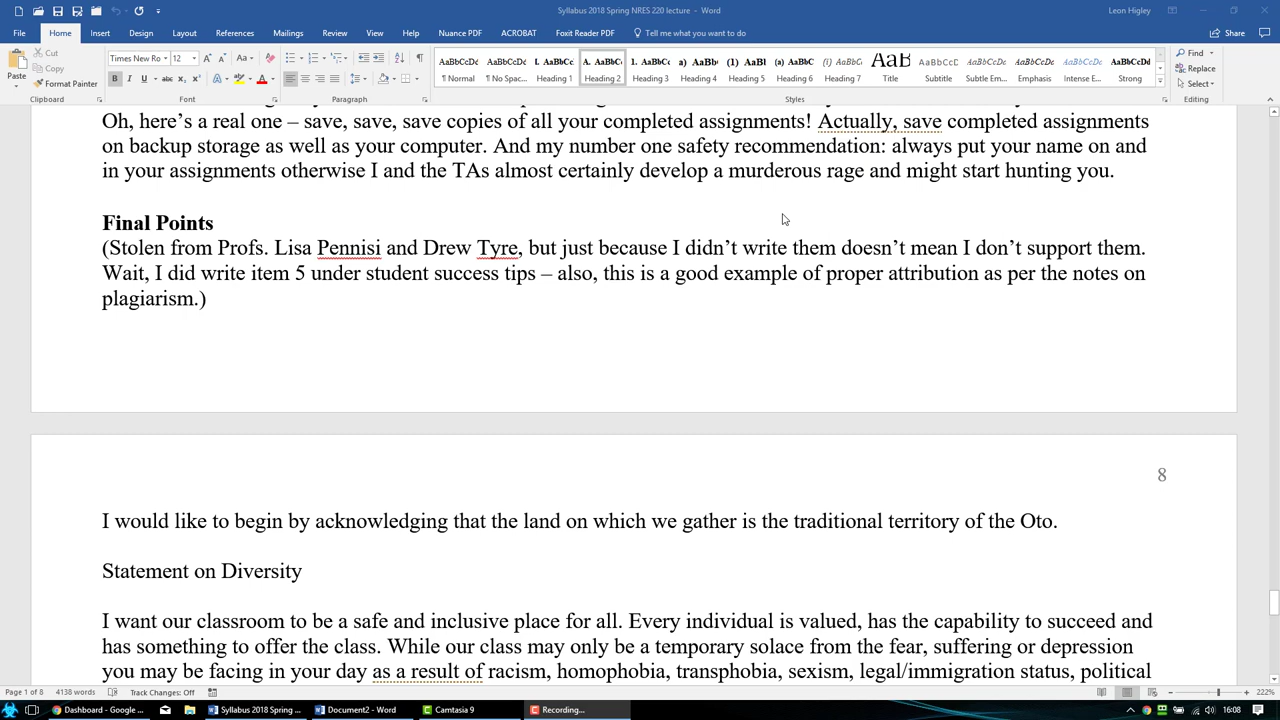 Syllabus 2018 Spring NRES 220 lecture - Word
Leon Higley
File Home Insert Draw Design Layout References Mailings Review View Help Nuance PDF ACROBAT Foxit Reader PDF Tell me what you want to do Share
Paste Cut Copy Format Painter
Times New Ro 12
Clipboard Font Paragraph Styles Editing
¶ Normal ¶ No Spac... Heading 1 Heading 2 Heading 3 Heading 4 Heading 5 Heading 6 Heading 7 Title Subtitle Subtle Em... Emphasis Intense E... Strong
Find Replace Select
Oh, here's a real one – save, save, save copies of all your completed assignments! Actually, save completed assignments
on backup storage as well as your computer. And my number one safety recommendation: always put your name on and
in your assignments otherwise I and the TAs almost certainly develop a murderous rage and might start hunting you.
Final Points
(Stolen from Profs. Lisa Pennisi and Drew Tyre, but just because I didn't write them doesn't mean I don't support them.
Wait, I did write item 5 under student success tips – also, this is a good example of proper attribution as per the notes on
plagiarism.)
8
I would like to begin by acknowledging that the land on which we gather is the traditional territory of the Oto.
Statement on Diversity
I want our classroom to be a safe and inclusive place for all. Every individual is valued, has the capability to succeed and
has something to offer the class. While our class may only be a temporary solace from the fear, suffering or depression
you may be facing in your day as a result of racism, homophobia, transphobia, sexism, legal/immigration status, political
Page 1 of 8 4138 words Track Changes: Off 222%
Dashboard - Google ... Syllabus 2018 Spring ... Document2 - Word Camtasia 9 Recording... 16:08